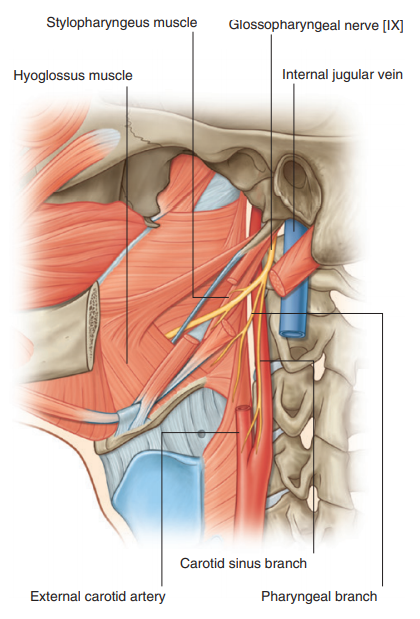 Stylopharyngeus muscle
Glossopharyngeal nerve [IX]
Hyoglossus muscle
Internal jugular vein
Carotid sinus branch
External carotid artery
Pharyngeal branch